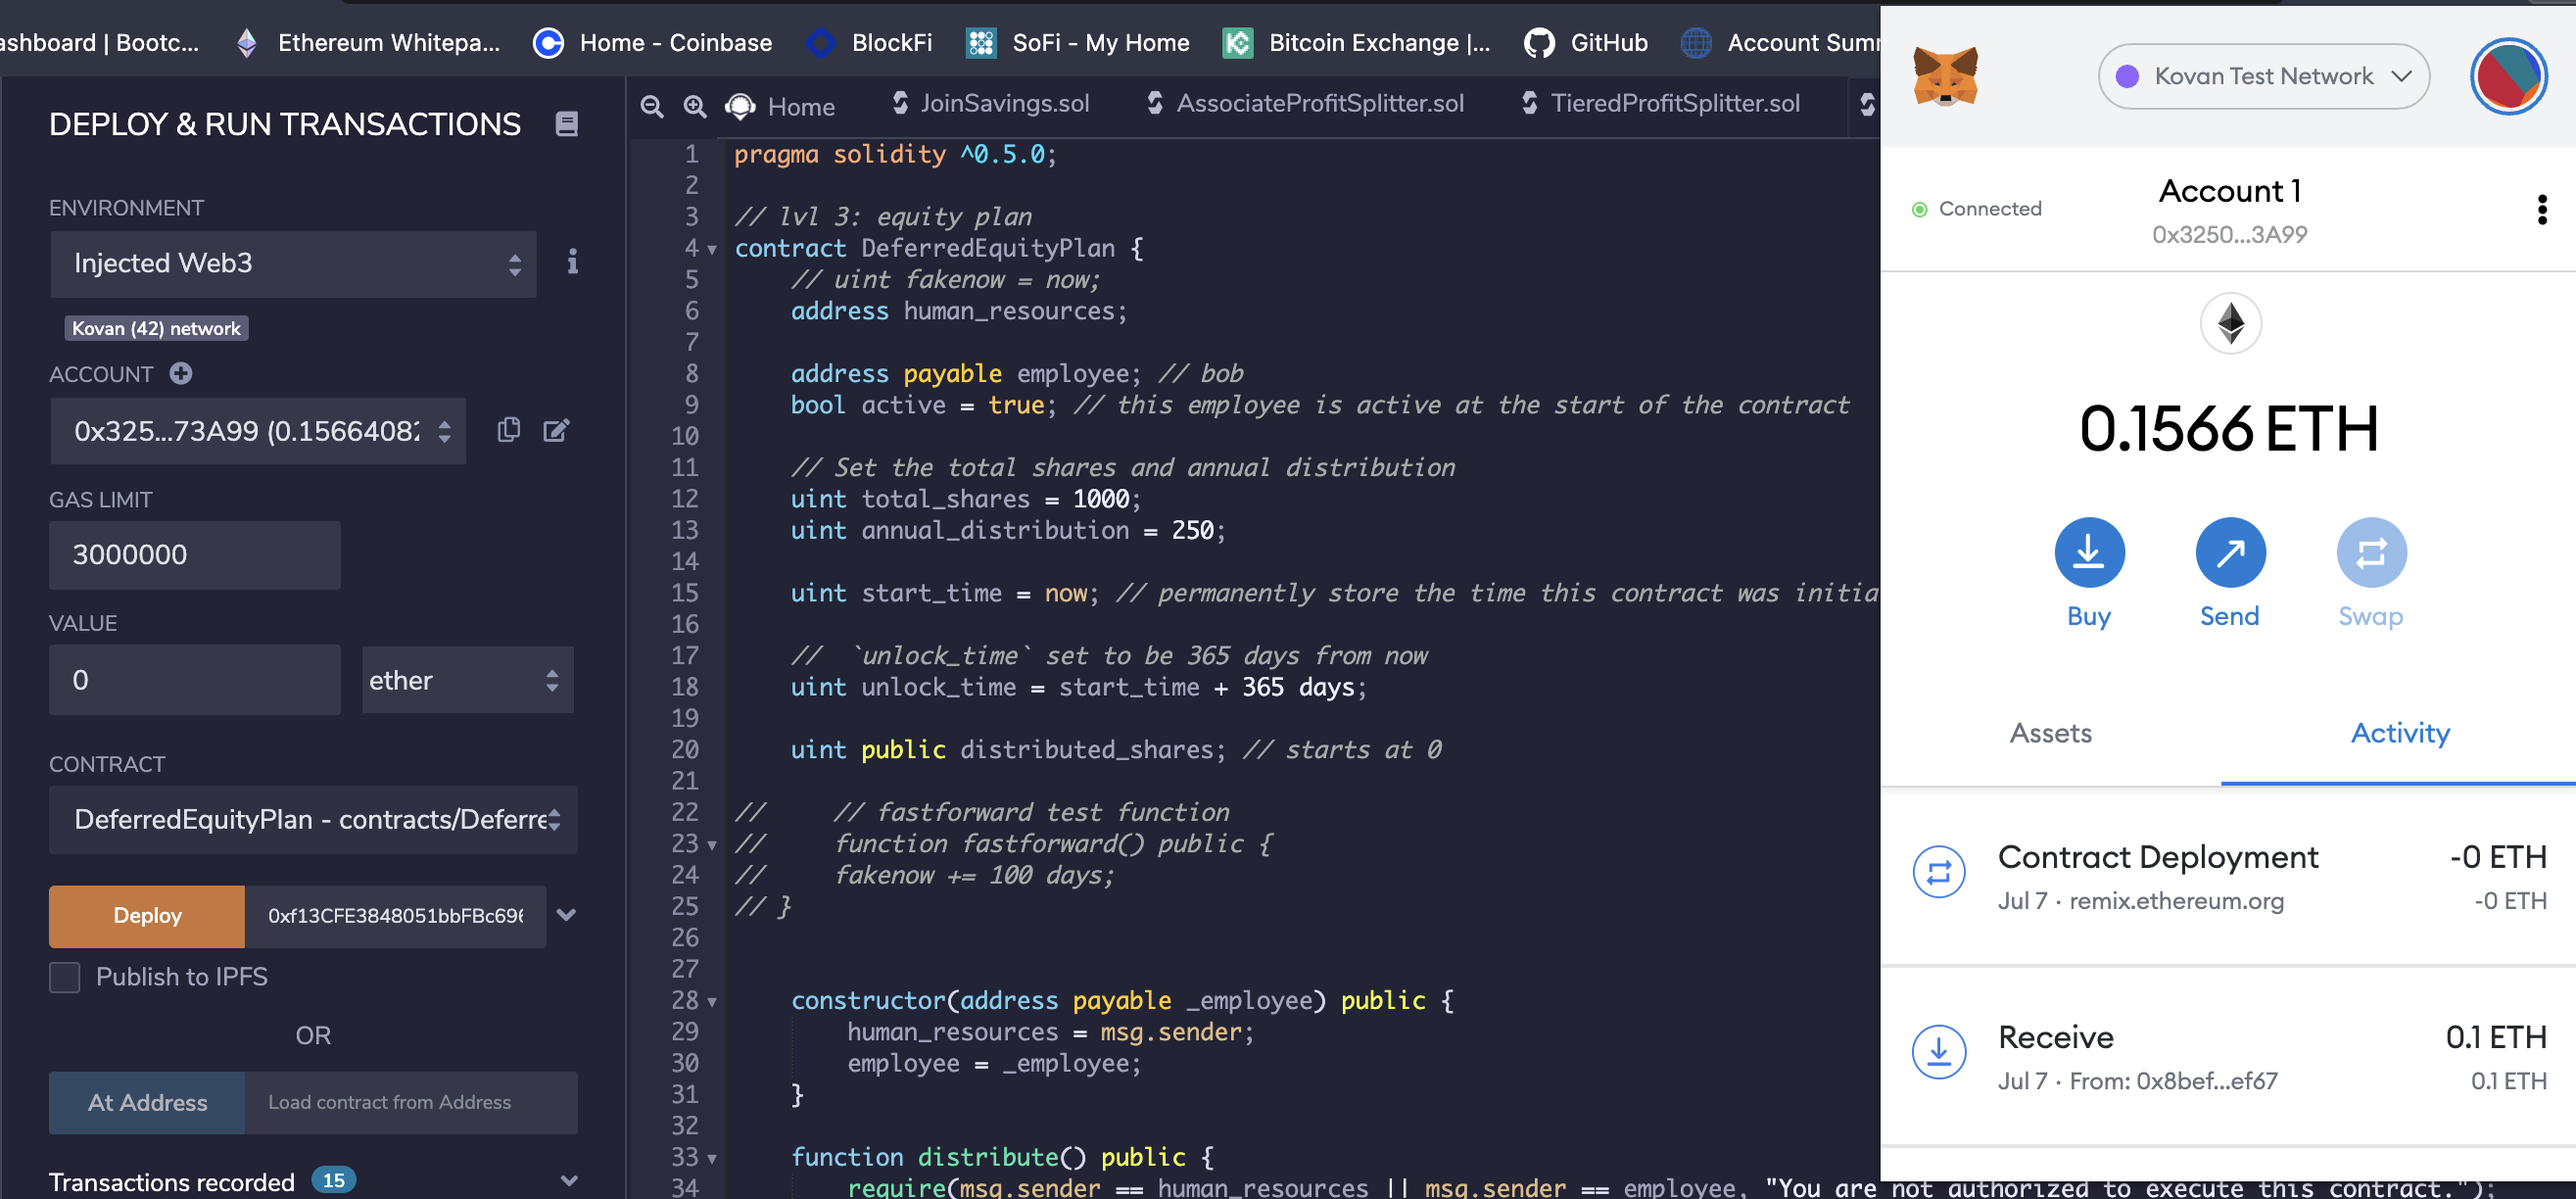 ashboard | Bootc...
Ethereum Whitepa...
Home - Coinbase
BlockFi
SoFi - My Home
Bitcoin Exchange |...
GitHub
Account Sum
DEPLOY & RUN TRANSACTIONS
ENVIRONMENT
Injected Web3
Kovan (42) network
ACCOUNT
0x325...73A99 (0.1566408
GAS LIMIT
3000000
VALUE
0
ether
CONTRACT
DeferredEquityPlan - contracts/Deferre
Deploy
0xf13CFE3848051bbFBc696
Publish to IPFS
OR
At Address
Load contract from Address
Transactions recorded 15
Home
JoinSavings.sol
AssociateProfitSplitter.sol
TieredProfitSplitter.sol
1 pragma solidity ^0.5.0;
2
3 // lvl 3: equity plan
4 contract DeferredEquityPlan {
5 // uint fakenow = now;
6 address human_resources;
7
8 address payable employee; // bob
9 bool active = true; // this employee is active at the start of the contract
10
11 // Set the total shares and annual distribution
12 uint total_shares = 1000;
13 uint annual_distribution = 250;
14
15 uint start_time = now; // permanently store the time this contract was initia
16
17 // `unlock_time` set to be 365 days from now
18 uint unlock_time = start_time + 365 days;
19
20 uint public distributed_shares; // starts at 0
21
22 // // fastforward test function
23 // function fastforward() public {
24 // fakenow += 100 days;
25 // }
26
27
28 constructor(address payable _employee) public {
29 human_resources = msg.sender;
30 employee = _employee;
31 }
32
33 function distribute() public {
34 require(msg.sender == human_resources || msg.sender == employee, "You are not authorized to execute this contract.");
Kovan Test Network
Connected
Account 1
0x3250...3A99
0.1566 ETH
Buy
Send
Swap
Assets
Activity
Contract Deployment
-0 ETH
Jul 7 · remix.ethereum.org
-0 ETH
Receive
0.1 ETH
Jul 7 · From: 0x8bef...ef67
0.1 ETH